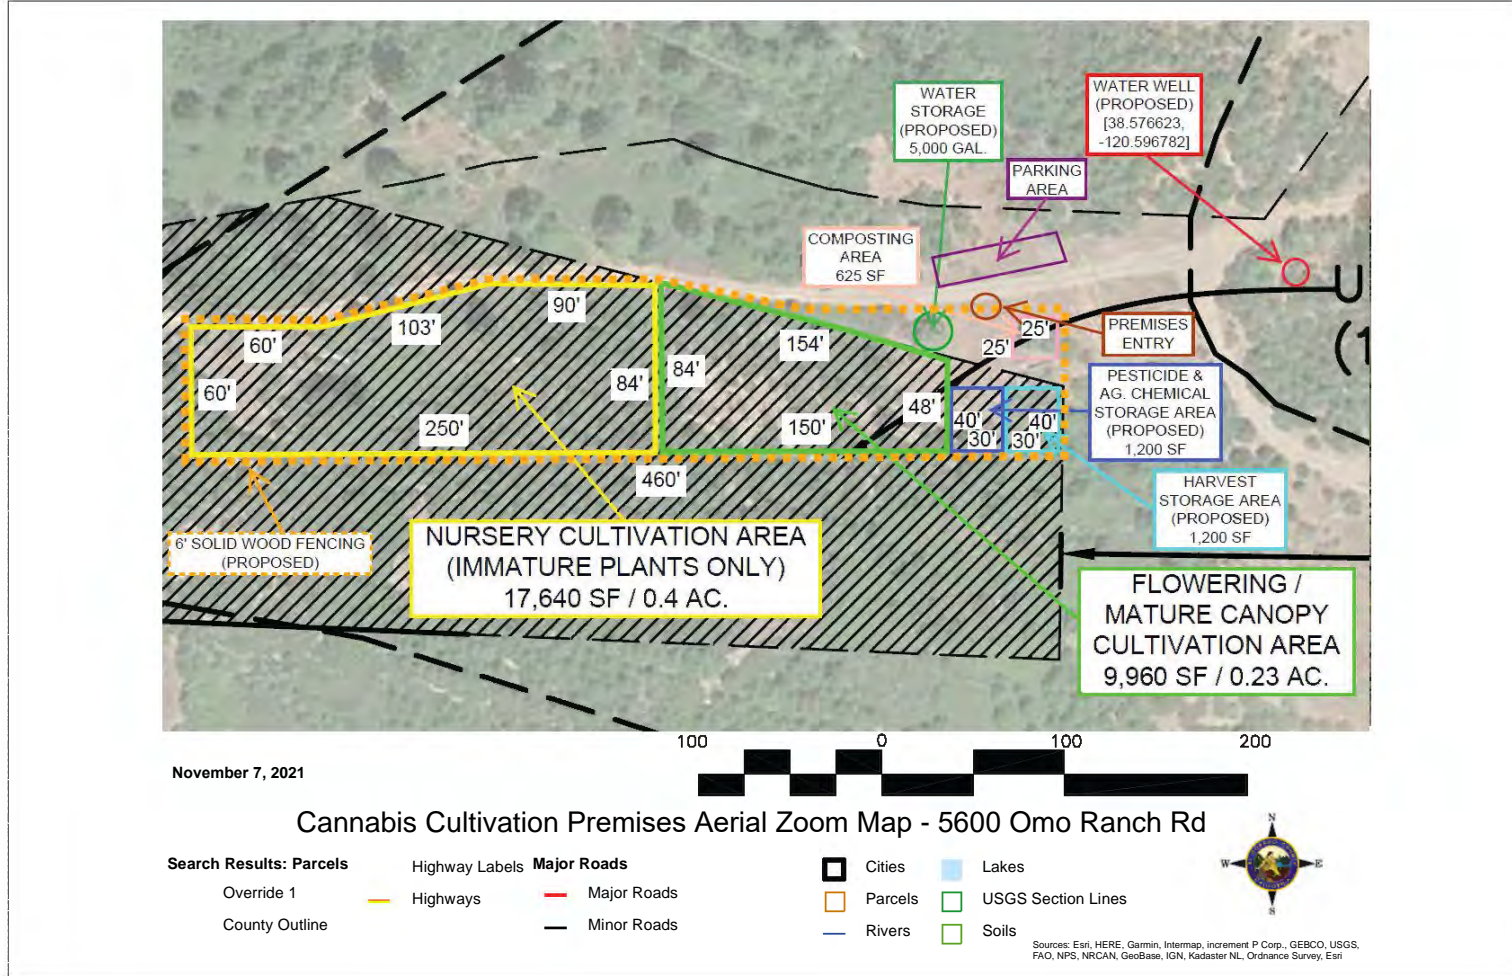 WATER
STORAGE
(PROPOSED)
5,000 GAL.
WATER WELL
(PROPOSED)
[38.576623,
-120.596782]
PARKING
AREA
COMPOSTING
AREA
625 SF
U
(1
PREMISES
ENTRY
90'
103'
60'
60'
84'
84'
154'
25'
25'
250'
150'
48'
40'
30'
40'
30'
460'
PESTICIDE &
AG. CHEMICAL
STORAGE AREA
(PROPOSED)
1,200 SF
HARVEST
STORAGE AREA
(PROPOSED)
1,200 SF
6' SOLID WOOD FENCING
(PROPOSED)
NURSERY CULTIVATION AREA
(IMMATURE PLANTS ONLY)
17,640 SF / 0.4 AC.
FLOWERING /
MATURE CANOPY
CULTIVATION AREA
9,960 SF / 0.23 AC.
100 0 100 200
November 7, 2021
Cannabis Cultivation Premises Aerial Zoom Map - 5600 Omo Ranch Rd
Search Results: Parcels
Override 1
County Outline
Highway Labels
Highways
Major Roads
Major Roads
Minor Roads
Cities
Parcels
Rivers
Lakes
USGS Section Lines
Soils
N
W E
S
Sources: Esri, HERE, Garmin, Intermap, increment P Corp., GEBCO, USGS,
FAO, NPS, NRCAN, GeoBase, IGN, Kadaster NL, Ordnance Survey, Esri